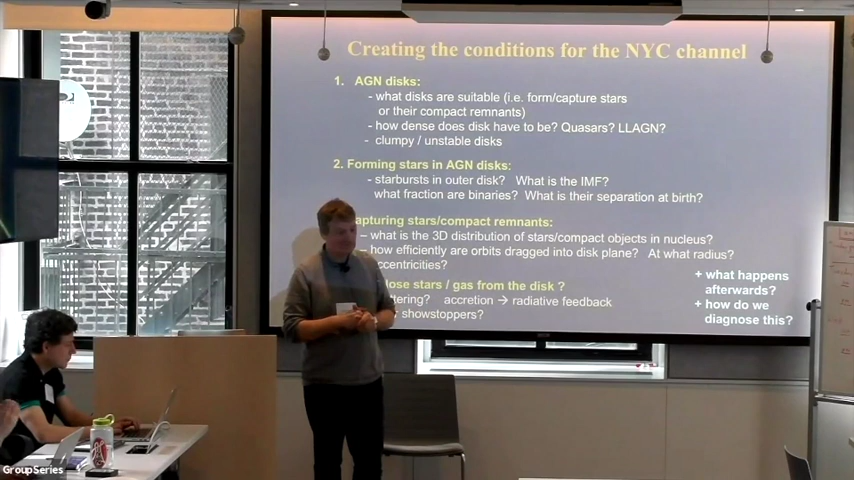 Creating the conditions for the NYC channel
1. AGN disks:
- what disks are suitable (i.e. form/capture stars
or their compact remnants)
- how dense does disk have to be? Quasars? LLAGN?
- clumpy / unstable disks
2. Forming stars in AGN disks:
- starbursts in outer disk? What is the IMF?
what fraction are binaries? What is their separation at birth?
apturing stars/compact remnants:
– what is the 3D distribution of stars/compact objects in nucleus?
– how efficiently are orbits dragged into disk plane? At what radius?
ccentricities?
lose stars / gas from the disk ?
ttering? accretion → radiative feedback
showstoppers?
+ what happens
afterwards?
+ how do we
diagnose this?
GroupSeries